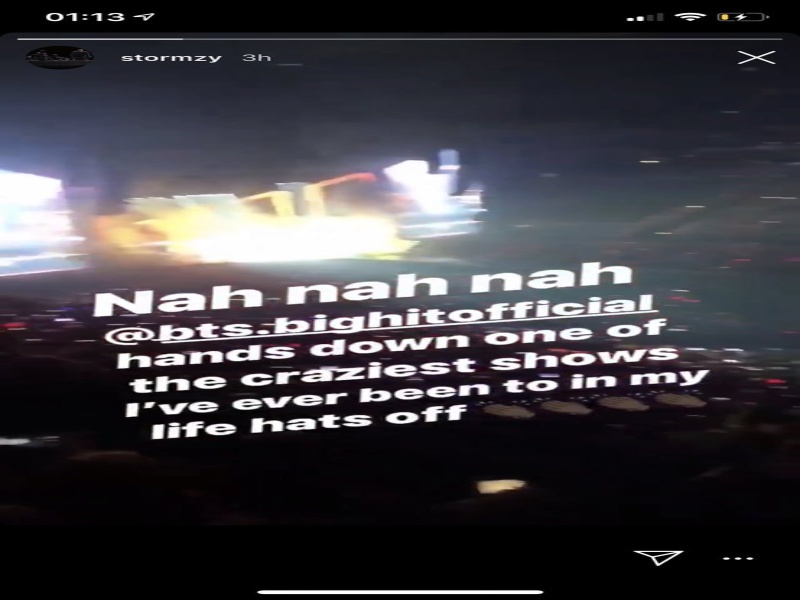 01:13
stormzy 3h
Nah nah nah
@bts.bighitofficial
hands down one of
the craziest shows
I've ever been to in my
life hats off 👏🏽👏🏽👏🏽👏🏽